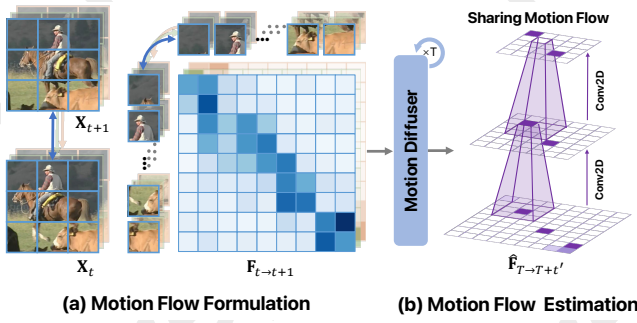 Sharing Motion Flow
×T
Motion Diffuser
Conv2D
Conv2D
X_{t+1}
X_t
F_{t→t+1}
F̂_{T→T+t′}
(a) Motion Flow Formulation
(b) Motion Flow Estimation